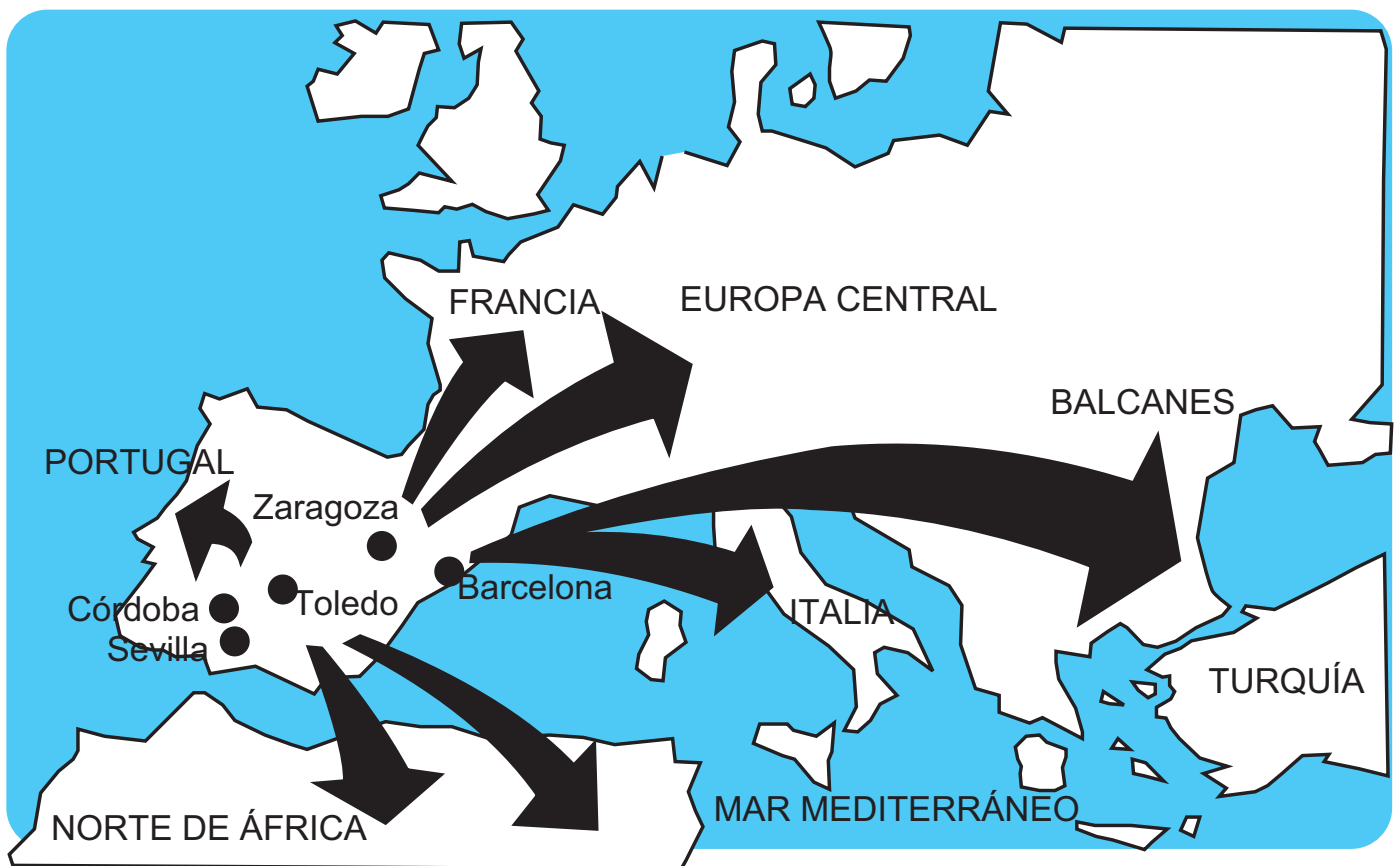 FRANCIA
EUROPA CENTRAL
BALCANES
PORTUGAL
Zaragoza
Barcelona
Toledo
Córdoba
Sevilla
ITALIA
TURQUÍA
MAR MEDITERRÁNEO
NORTE DE ÁFRICA